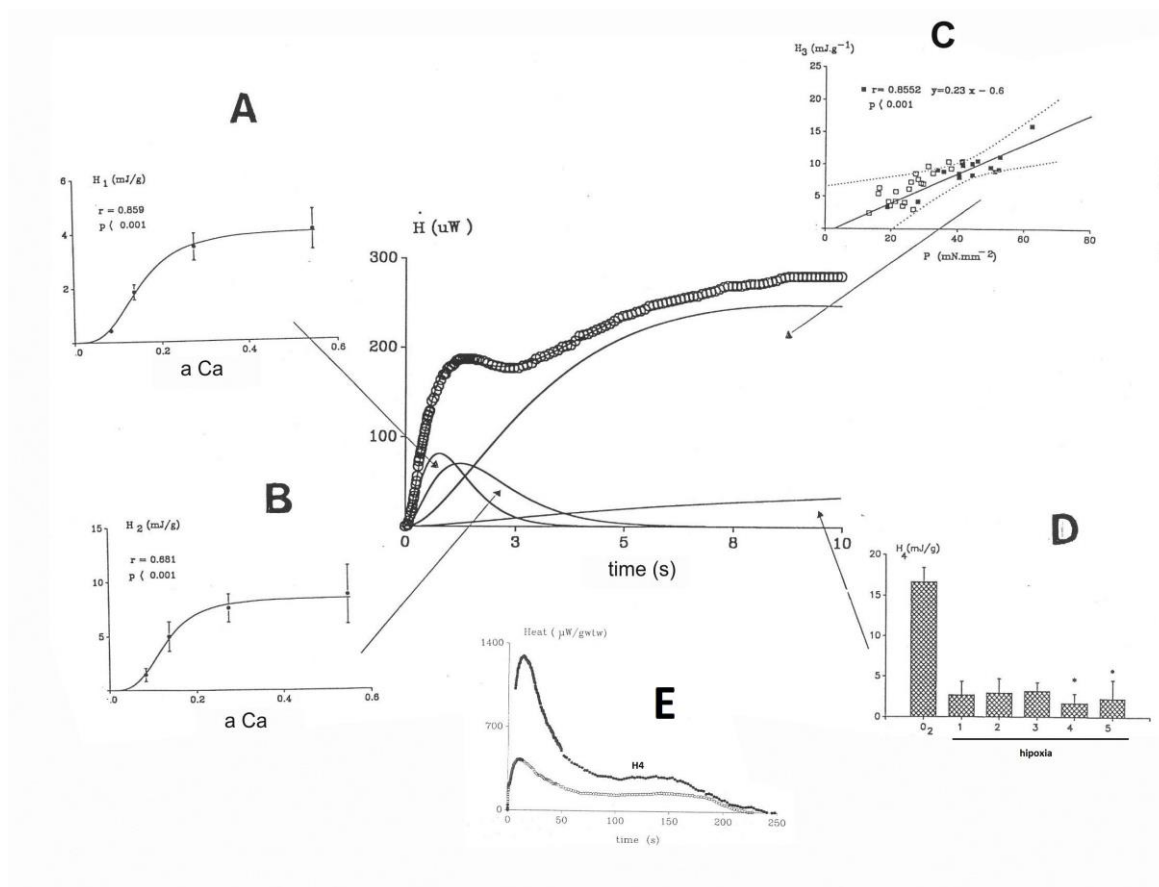 A
H₁ (mJ/g)
r = 0.859
p ⟨ 0.001
6
4
2
.0
0.2
0.4
0.6
a Ca
B
H ₂ (mJ/g)
r = 0.881
p ⟨ 0.001
15
10
5
.0
0.2
0.4
0.6
a Ca
Ḣ (uW)
300
200
100
0
3
5
8
10
time (s)
C
H₃ (mJ.g⁻¹)
25
20
15
10
5
0
■ r= 0.8552 y=0.23 x − 0.6
p⟨ 0.001
0
20
40
60
80
P (mN.mm⁻²)
D
H₄(mJ/g)
20
15
10
5
0
* *
O₂ 1 2 3 4 5
hipoxia
E
Heat ( μW/gwtw )
1400
700
0
H4
0 50 100 150 200 250
time (s)